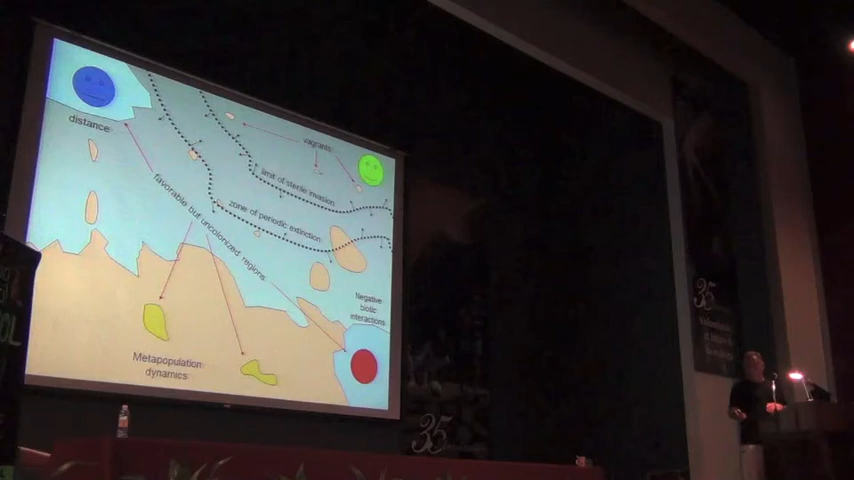 distance
vagrants
limit of sterile invasion
zone of periodic extinction
favorable but uncolonized regions
Negative
biotic
interactions
Metapopulation
dynamics
35
35